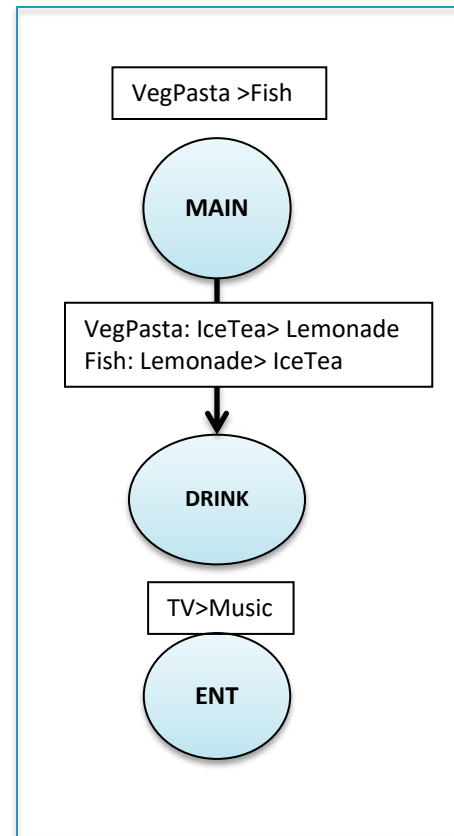 VegPasta >Fish
MAIN
VegPasta: IceTea> Lemonade
Fish: Lemonade> IceTea
DRINK
TV>Music
ENT